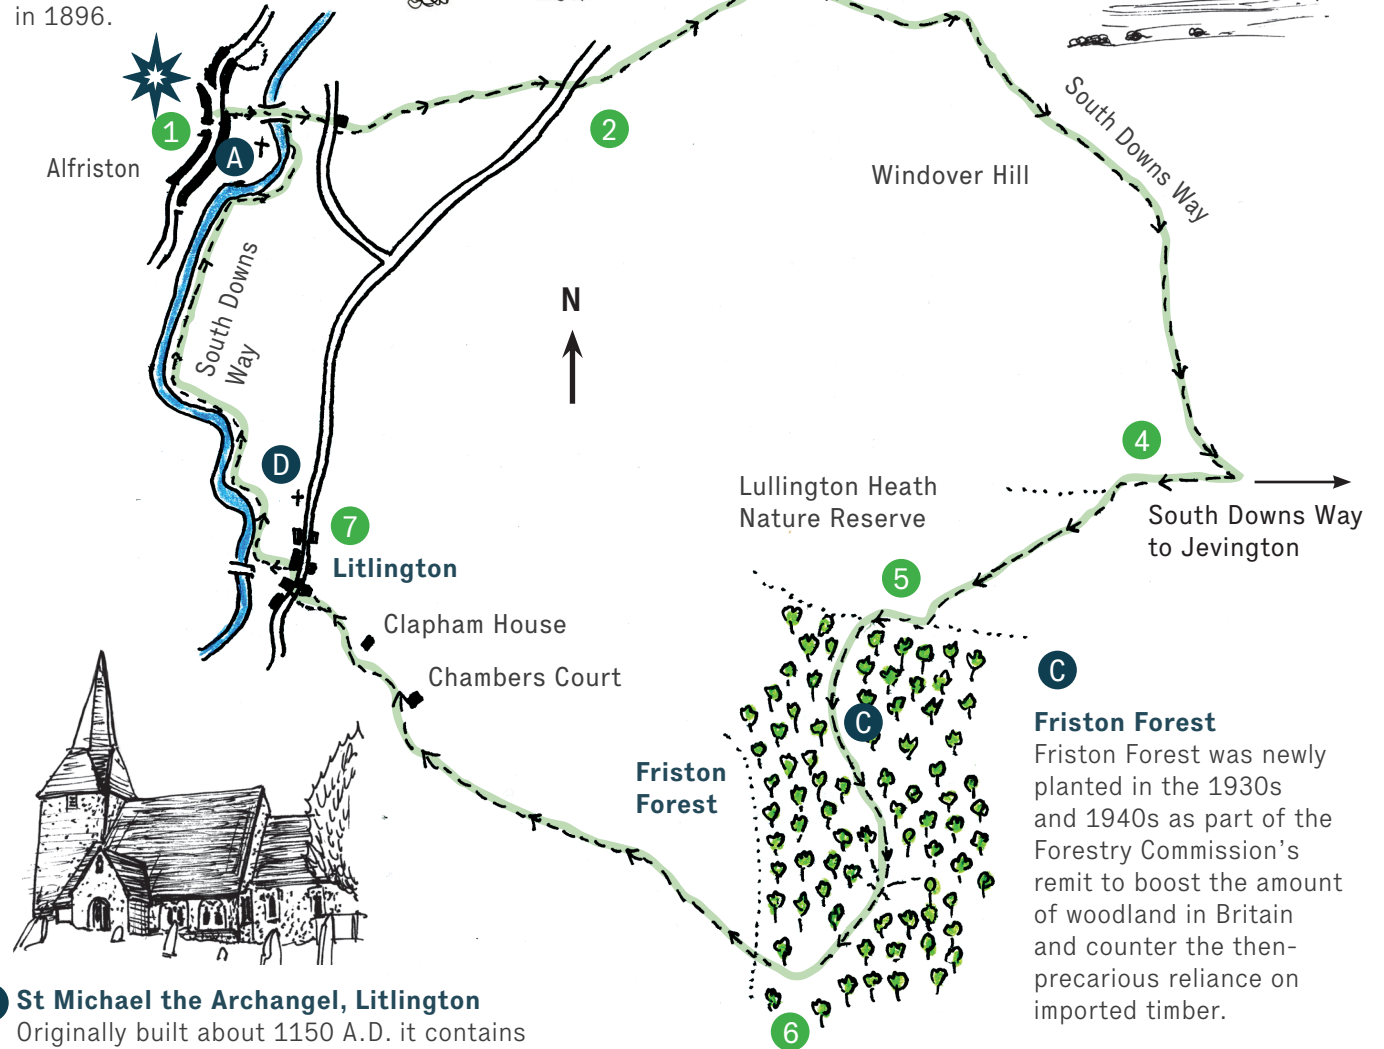 in 1896.
1
A
Alfriston
2
Windover Hill
South Downs Way
South Downs
Way
N
4
D
Lullington Heath
Nature Reserve
South Downs Way
to Jevington
7
Litlington
5
Clapham House
Chambers Court
C
C
Friston
Forest
Friston Forest
Friston Forest was newly
planted in the 1930s
and 1940s as part of the
Forestry Commission’s
remit to boost the amount
of woodland in Britain
and counter the then-
precarious reliance on
imported timber.
St Michael the Archangel, Litlington
Originally built about 1150 A.D. it contains
6